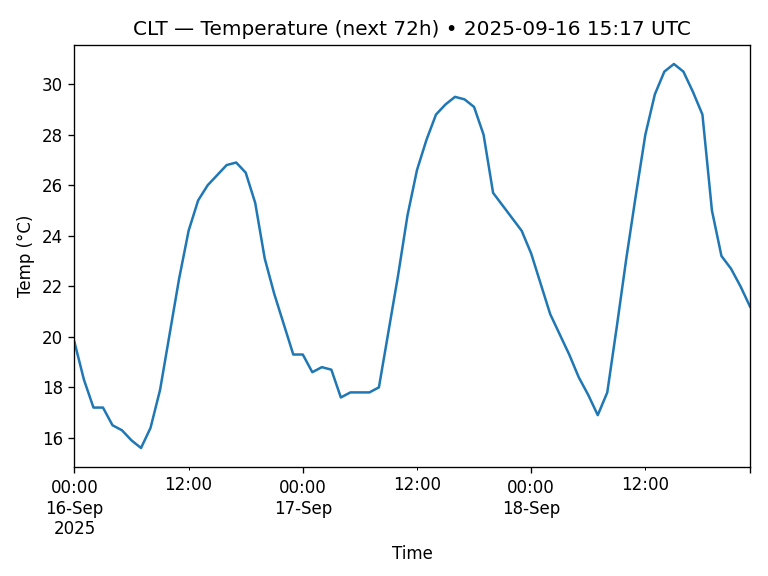 CLT — Temperature (next 72h) • 2025-09-16 15:17 UTC
30
28
26
24
22
20
18
16
Temp (°C)
00:00 12:00 00:00 12:00 00:00 12:00
16-Sep 17-Sep 18-Sep
2025
Time